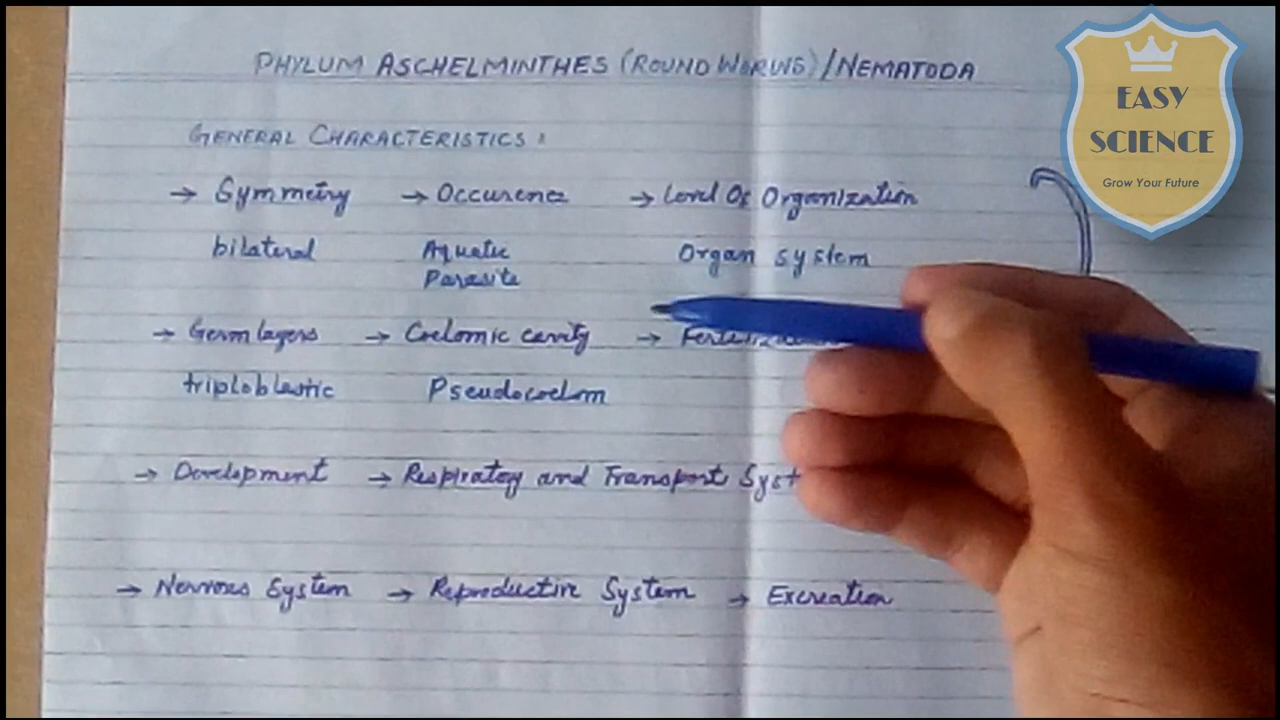 PHYLUM ASCHELMINTHES (ROUND WORMS) / NEMATODA
GENERAL CHARACTERISTICS:
→ Symmetry → Occurence → Level Of Organization
bilateral Aquatic Organ system
Parasite
→ Germ layers → Coelomic cavity →
triploblastic Pseudocoelom
→ Development → Respiratory and Transport Syst
→ Nervous System → Reproductive System → Excreation
EASY
SCIENCE
Grow Your Future